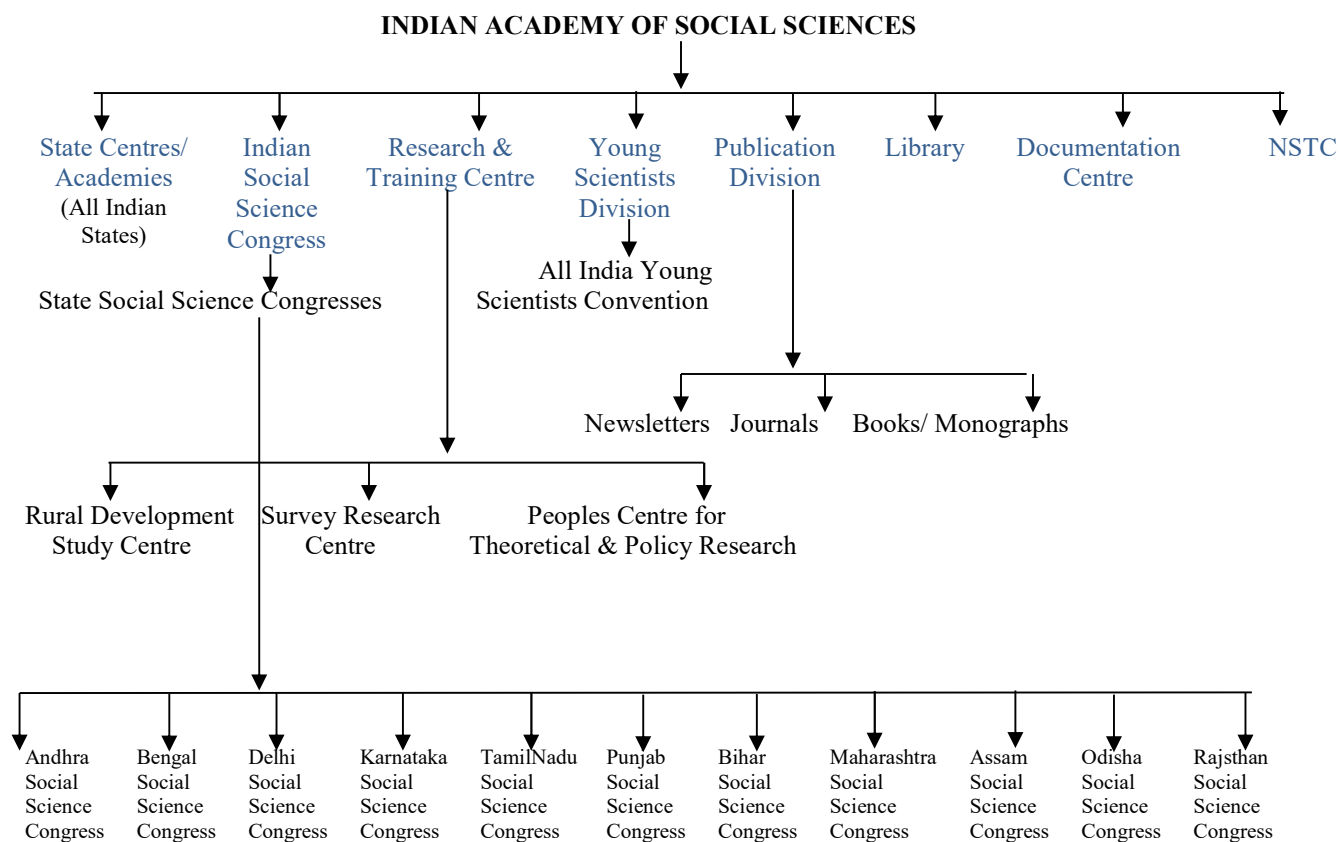 INDIAN ACADEMY OF SOCIAL SCIENCES
State Centres/
Academies
(All Indian
States)
Indian
Social
Science
Congress
Research &
Training Centre
Young
Scientists
Division
Publication
Division
Library
Documentation
Centre
NSTC
State Social Science Congresses
All India Young
Scientists Convention
Newsletters
Journals
Books/ Monographs
Rural Development
Study Centre
Survey Research
Centre
Peoples Centre for
Theoretical & Policy Research
Andhra
Social
Science
Congress
Bengal
Social
Science
Congress
Delhi
Social
Science
Congress
Karnataka
Social
Science
Congress
TamilNadu
Social
Science
Congress
Punjab
Social
Science
Congress
Bihar
Social
Science
Congress
Maharashtra
Social
Science
Congress
Assam
Social
Science
Congress
Odisha
Social
Science
Congress
Rajsthan
Social
Science
Congress